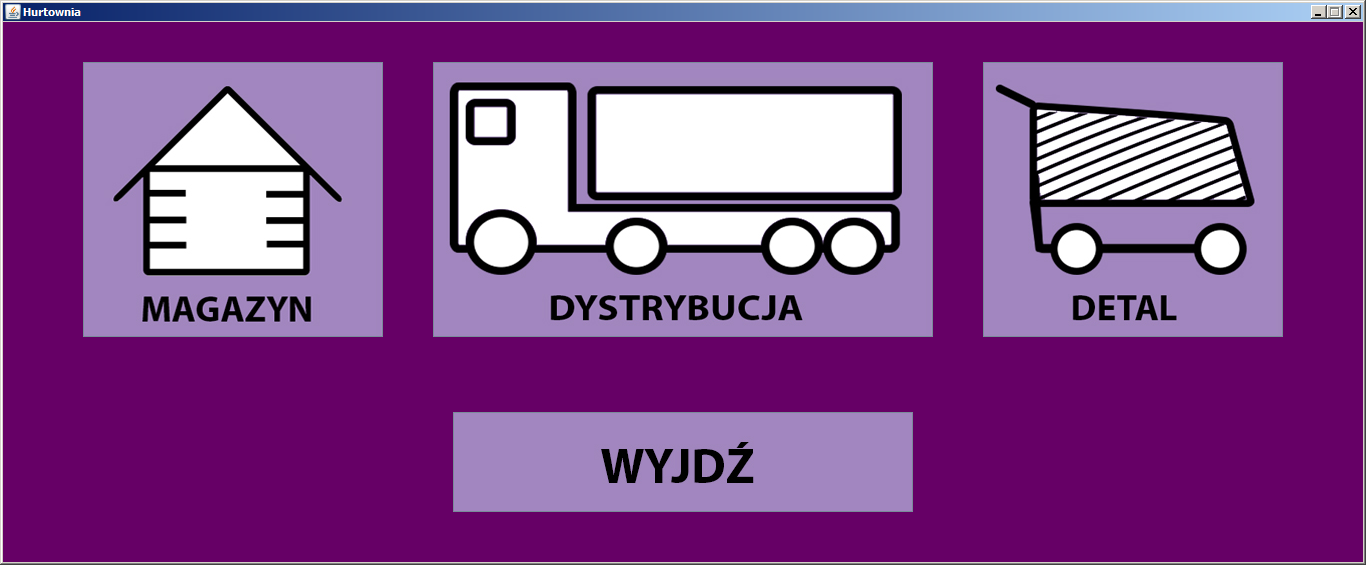 Hurtownia
MAGAZYN
DYSTRYBUCJA
DETAL
WYJDŹ